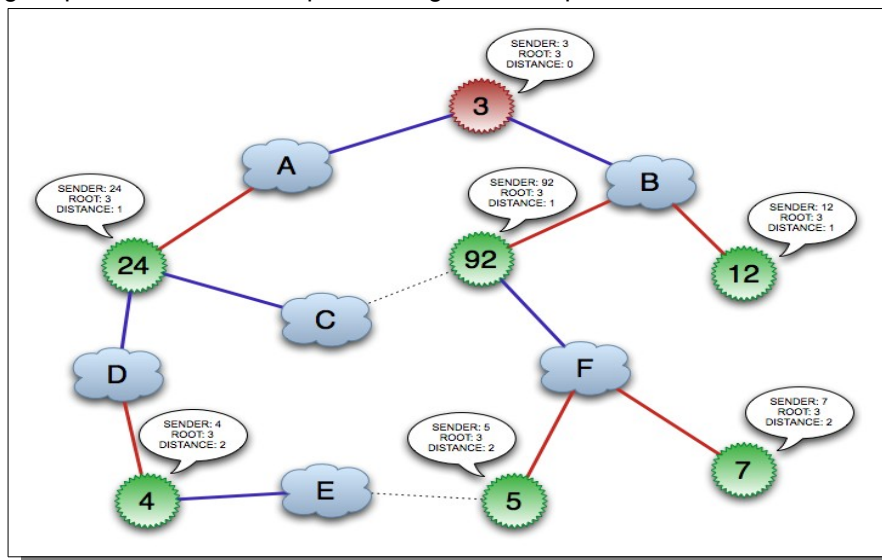 SENDER: 3
ROOT: 3
DISTANCE: 0
3
A
B
SENDER: 24
ROOT: 3
DISTANCE: 1
SENDER: 92
ROOT: 3
DISTANCE: 1
SENDER: 12
ROOT: 3
DISTANCE: 1
24
92
12
C
D
F
SENDER: 4
ROOT: 3
DISTANCE: 2
SENDER: 5
ROOT: 3
DISTANCE: 2
SENDER: 7
ROOT: 3
DISTANCE: 2
4
E
5
7